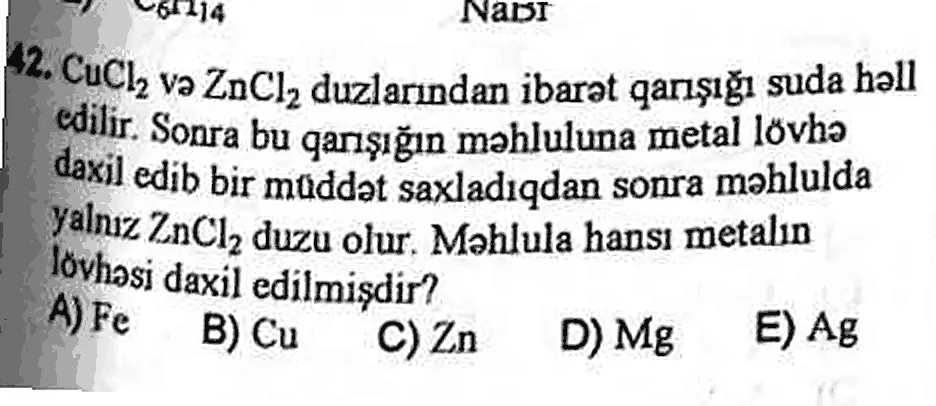 C₆H₁₄
42. CuCl₂ və ZnCl₂ duzlarından ibarət qarışığı suda həll
edilir. Sonra bu qarışığın məhluluna metal lövhə
daxil edib bir müddət saxladıqdan sonra məhlulda
yalnız ZnCl₂ duzu olur. Məhlula hansı metalın
lövhəsi daxil edilmişdir?
A) Fe B) Cu C) Zn D) Mg E) Ag